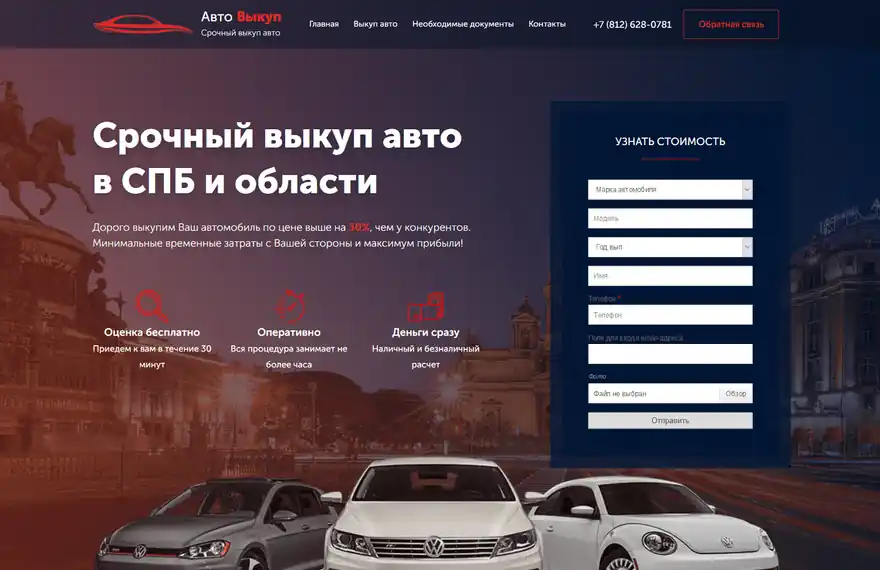 Авто Выкуп
Срочный выкуп авто
Главная
Выкуп авто
Необходимые документы
Контакты
+7 (812) 628-0781
Обратная связь
Срочный выкуп авто
в СПБ и области
Дорого выкупим Ваш автомобиль по цене выше на 30%, чем у конкурентов.
Минимальные временные затраты с Вашей стороны и максимум прибыли!
Оценка бесплатно
Приедем к вам в течение 30
минут
Оперативно
Вся процедура занимает не
более часа
Деньги сразу
Наличный и безналичный
расчет
УЗНАТЬ СТОИМОСТЬ
Марка автомобиля
Модель
Год вып
Имя
Телефон *
Телефон
Поле для ввода адреса
Фото
Файл не выбран
Обзор
Отправить